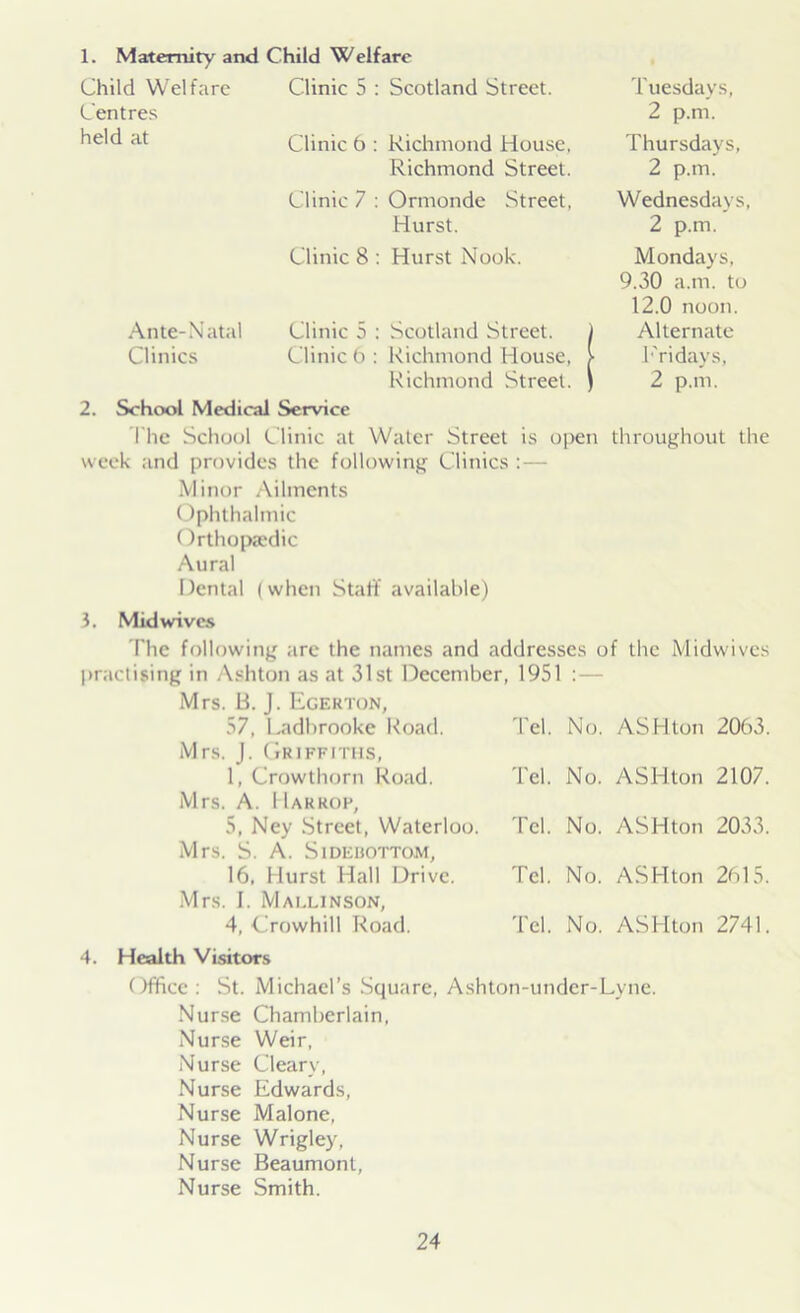 1. Maternity and Child Welfare
Child Welfare Clinic 5 : Scotland Street. Tuesdays,
Centres 2 p.m.
held at Clinic 6 : Richmond House, Thursdays,
Richmond Street. 2 p.m.
Clinic 7 : Ormonde Street, Wednesdays,
Hurst. 2 p.m.
Clinic 8 : Hurst Nook. Mondays,
9.30 a.m. to
12.0 noon.
Ante-Natal Clinic 5 : Scotland Street. } Alternate
Clinics Clinic 6 : Richmond House, Fridays,
Richmond Street. 2 p.m.
2. School Medical Service
The School Clinic at Water Street is open throughout the
week and provides the following Clinics :—
Minor Ailments
Ophthalmic
Orthopædic
Aural
Dental (when Staff available)
3. Midwives
The following are the names and addresses of the Midwives
practising in Ashton as at 31st December, 1951 :—
Mrs. B. J. Egerton,
57, Ladbrooke Road. Tel. No. ASHton 2063.
Mrs. J. Griffiths,
1, Crowthorn Road. Tel. No. ASHton 2107.
Mrs. A. Harrop,
5, Ney Street, Waterloo. Tel. No. ASHton 2033.
Mrs. S. A. Sidebottom,
16, Hurst Hall Drive. Tel. No. ASHton 2615.
Mrs. I. Mallinson,
4, Crowhill Road. Tel. No. ASHton 2741.
4. Health Visitors
Office : St. Michael's Square, Ashton-under-Lyne.
Nurse Chamberlain,
Nurse Weir,
Nurse Cleary,
Nurse Edwards,
Nurse Malone,
Nurse Wrigley,
Nurse Beaumont,
Nurse Smith.
24